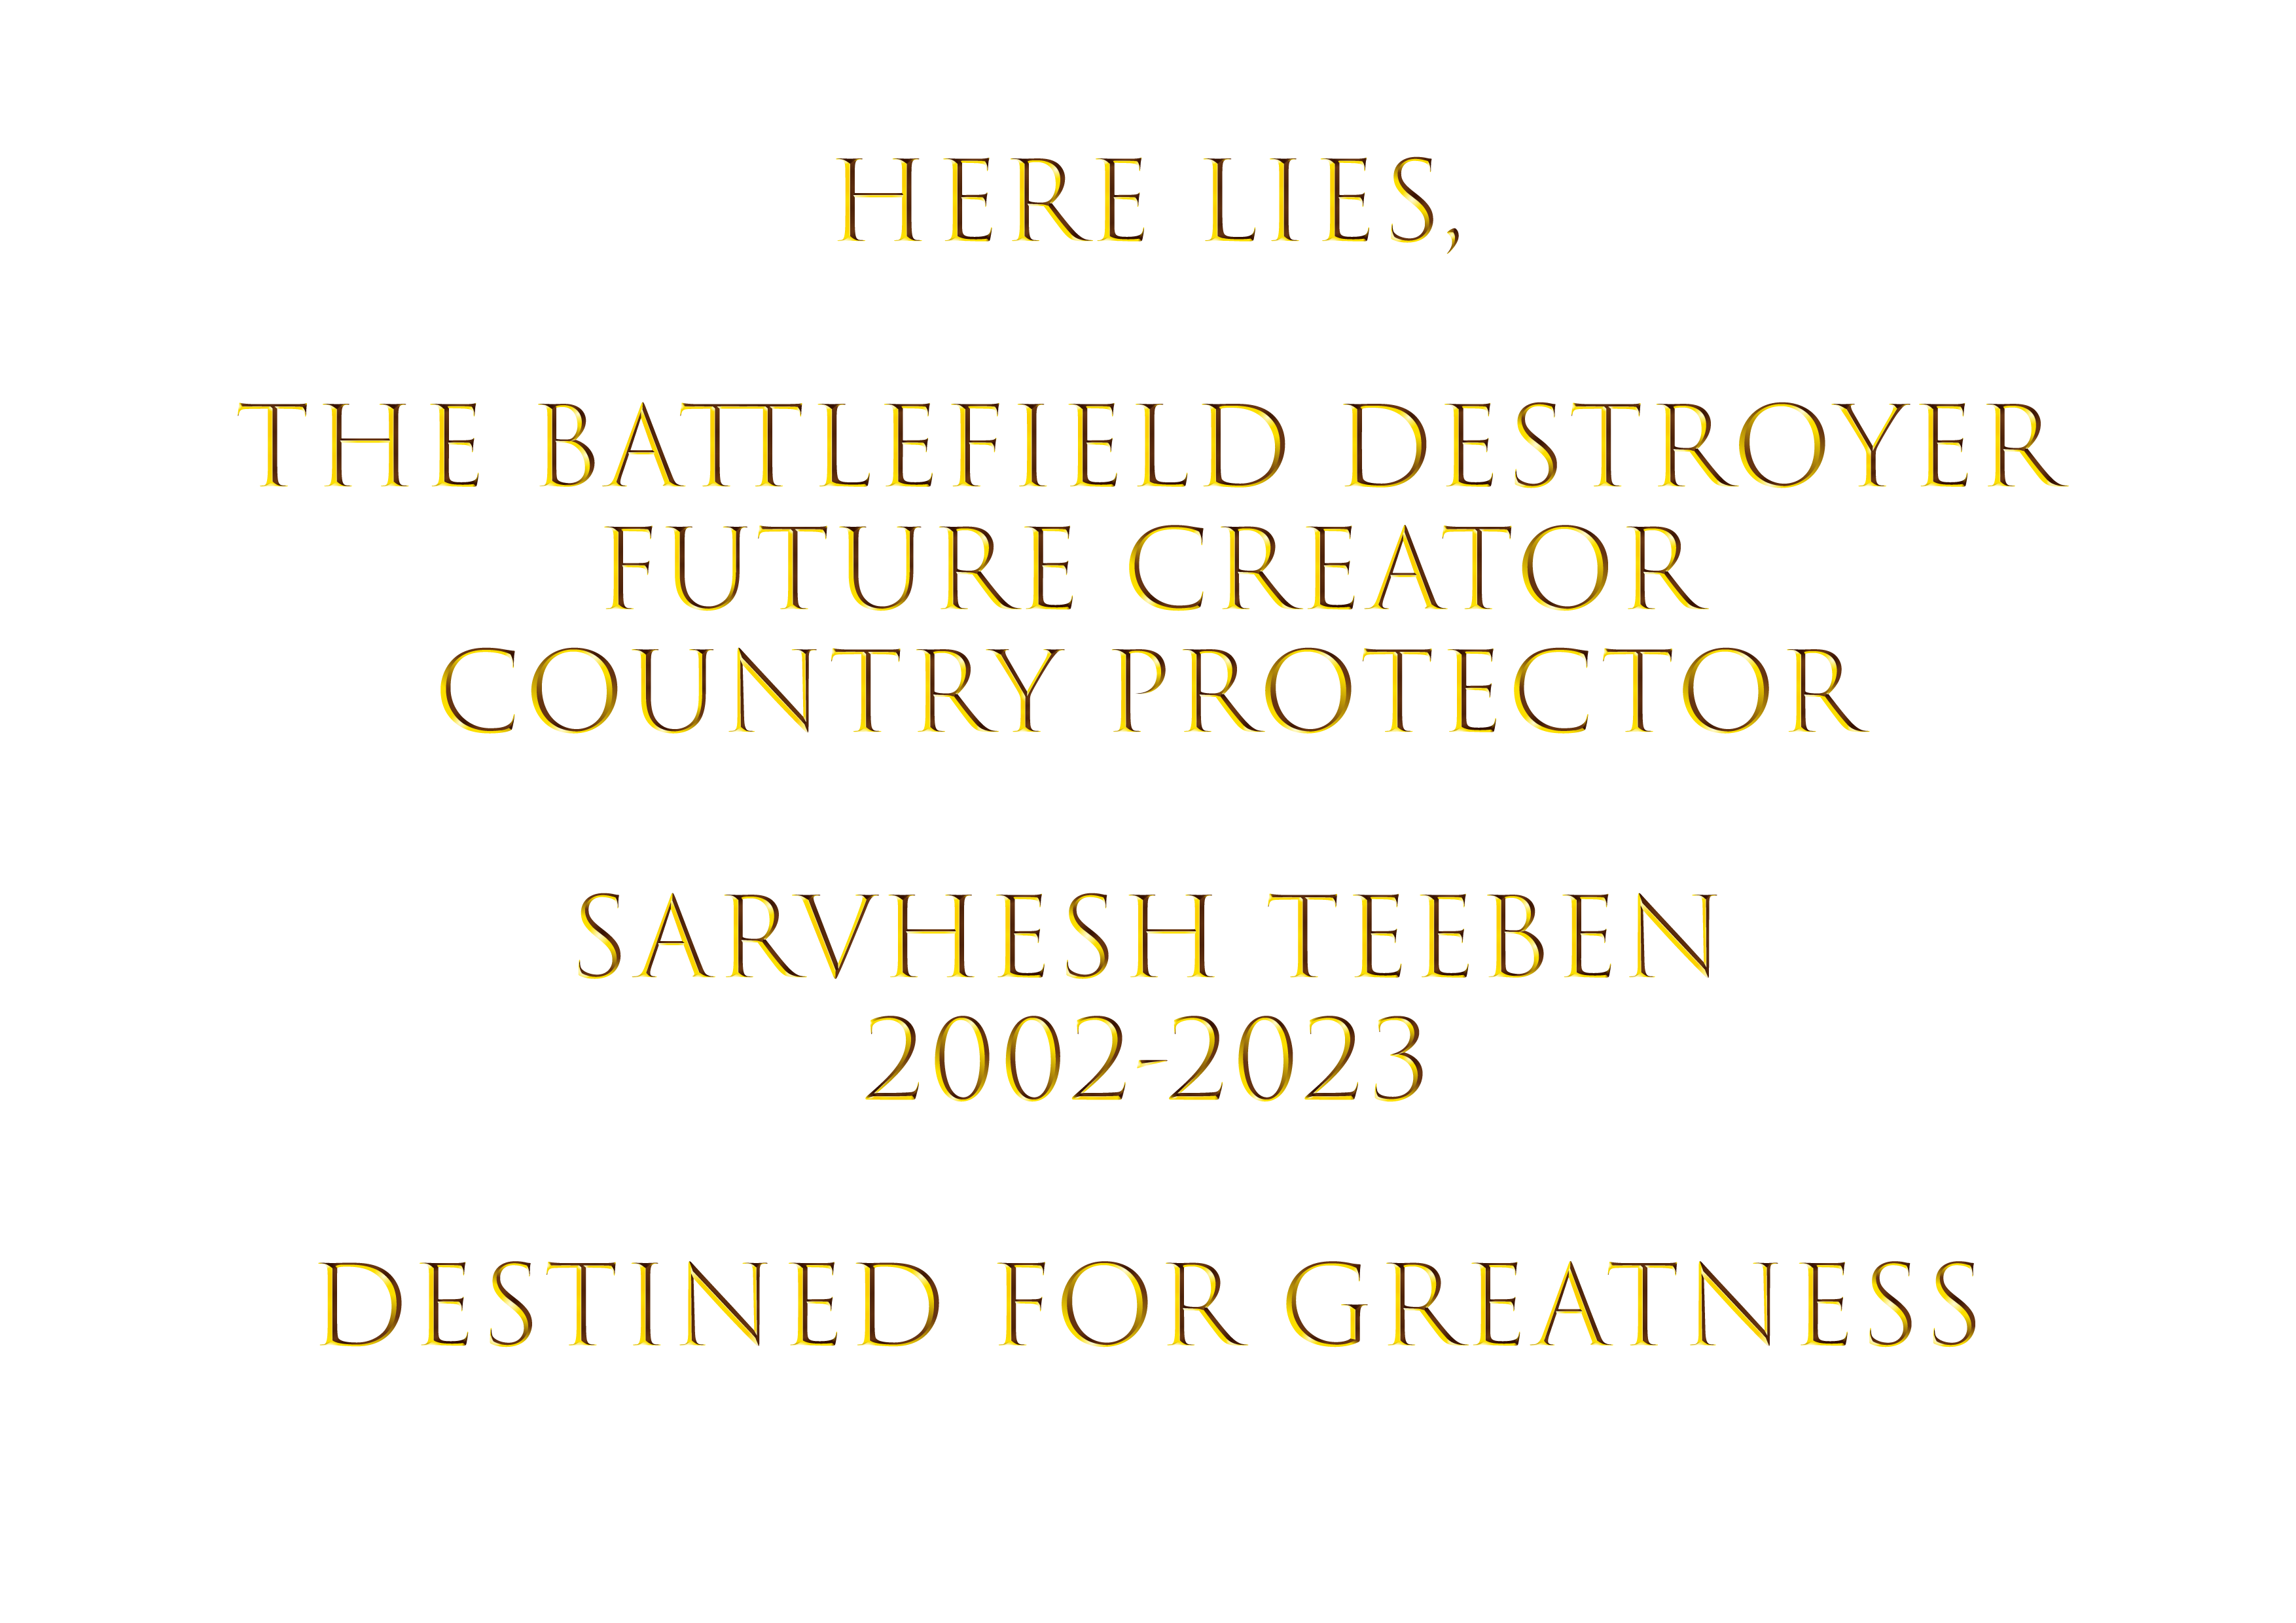 HERE LIES,
THE BATTLEFIELD DESTROYER
FUTURE CREATOR
COUNTRY PROTECTOR
SARVHESH TEEBEN
2002-2023
DESTINED FOR GREATNESS